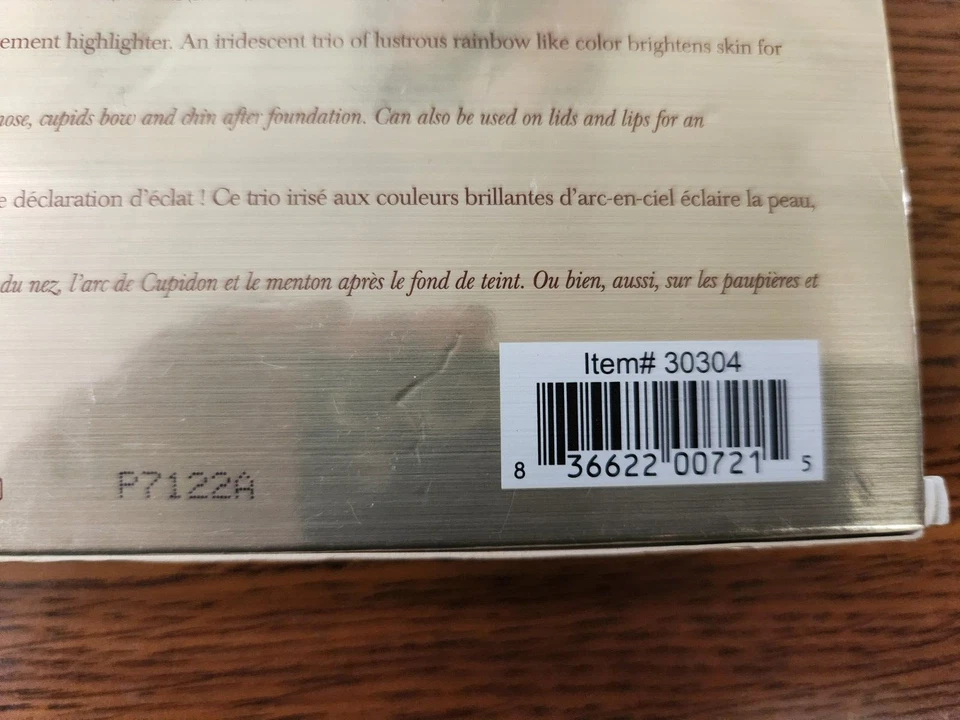 ement highlighter. An iridescent trio of lustrous rainbow like color brightens skin for
nose, cupids bow and chin after foundation. Can also be used on lids and lips for an
e déclaration d'éclat ! Ce trio irisé aux couleurs brillantes d'arc-en-ciel éclaire la peau,
du nez, l'arc de Cupidon et le menton après le fond de teint. Ou bien, aussi, sur les paupières et
Item# 30304
8 36622 00721 5
P7122A